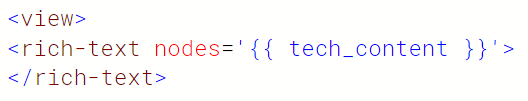 <view>
<rich-text nodes='{{ tech_content }}'>
</rich-text>